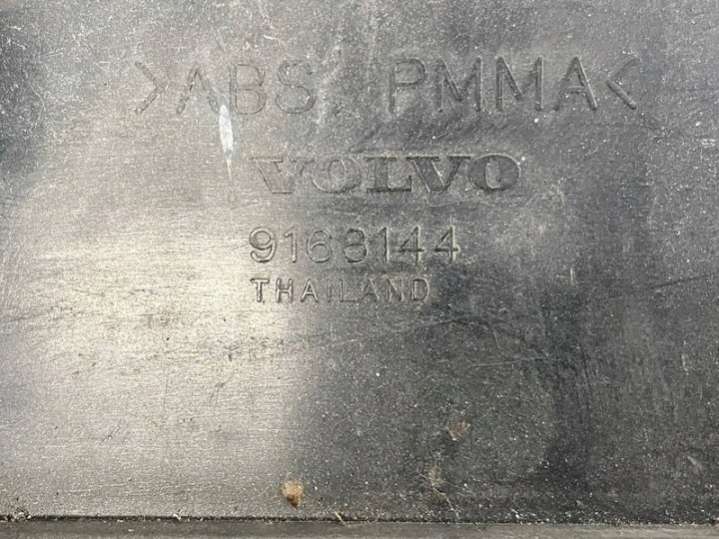 >ABS, PMMA<
VOLVO
9168144
THAILAND